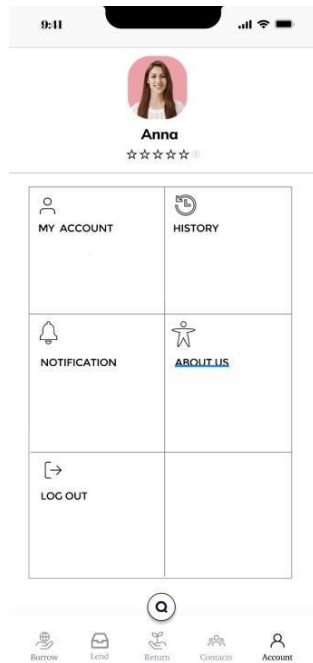 9:41
Anna
MY ACCOUNT
HISTORY
NOTIFICATION
ABOUT US
LOG OUT
Borrow Lend Return Contacts Account